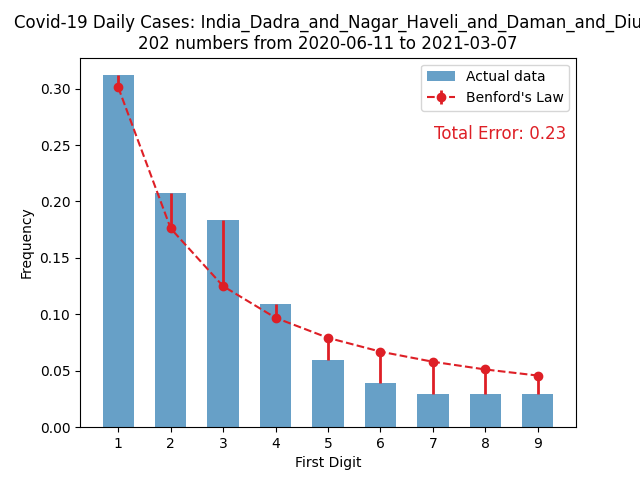 Covid-19 Daily Cases: India_Dadra_and_Nagar_Haveli_and_Daman_and_Diu
202 numbers from 2020-06-11 to 2021-03-07
Actual data
Benford's Law
Total Error: 0.23
Frequency
0.30
0.25
0.20
0.15
0.10
0.05
0.00
1 2 3 4 5 6 7 8 9
First Digit